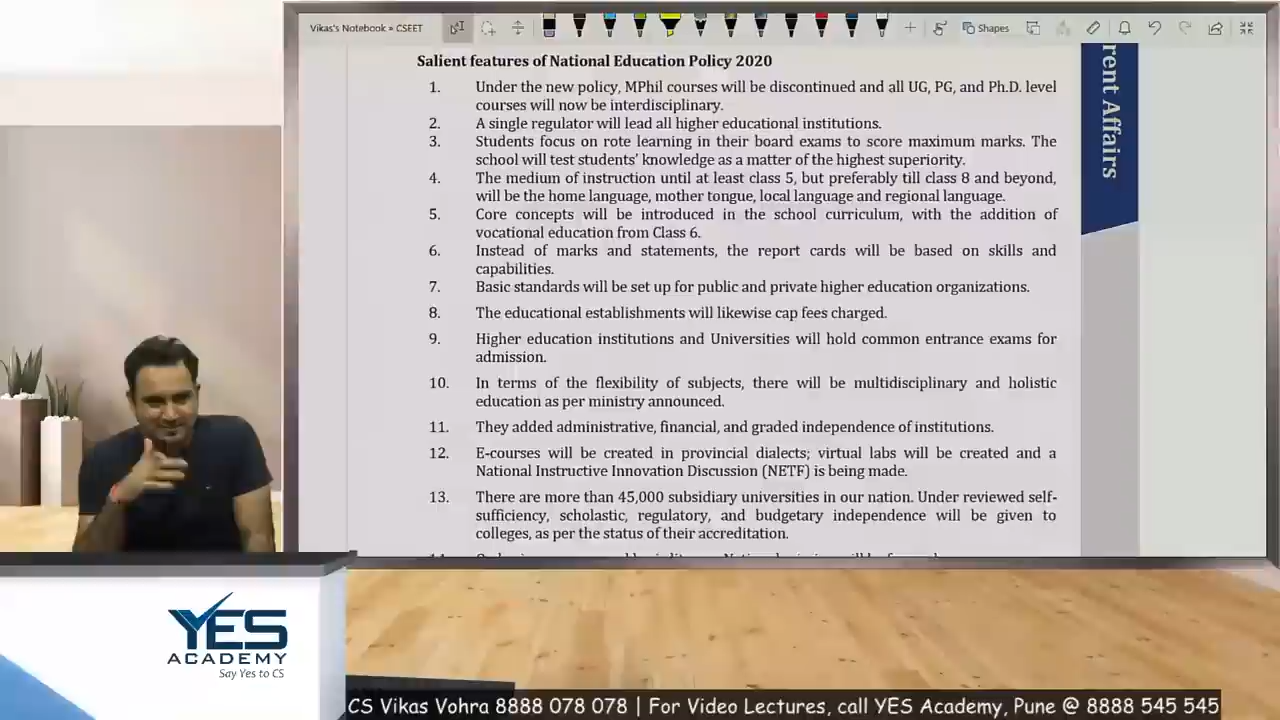 Vikas's Notebook » CSEET
Shapes
Salient features of National Education Policy 2020
1. Under the new policy, MPhil courses will be discontinued and all UG, PG, and Ph.D. level
courses will now be interdisciplinary.
2. A single regulator will lead all higher educational institutions.
3. Students focus on rote learning in their board exams to score maximum marks. The
school will test students' knowledge as a matter of the highest superiority.
4. The medium of instruction until at least class 5, but preferably till class 8 and beyond,
will be the home language, mother tongue, local language and regional language.
5. Core concepts will be introduced in the school curriculum, with the addition of
vocational education from Class 6.
6. Instead of marks and statements, the report cards will be based on skills and
capabilities.
7. Basic standards will be set up for public and private higher education organizations.
8. The educational establishments will likewise cap fees charged.
9. Higher education institutions and Universities will hold common entrance exams for
admission.
10. In terms of the flexibility of subjects, there will be multidisciplinary and holistic
education as per ministry announced.
11. They added administrative, financial, and graded independence of institutions.
12. E-courses will be created in provincial dialects; virtual labs will be created and a
National Instructive Innovation Discussion (NETF) is being made.
13. There are more than 45,000 subsidiary universities in our nation. Under reviewed self-
sufficiency, scholastic, regulatory, and budgetary independence will be given to
colleges, as per the status of their accreditation.
rent Affairs
YES
ACADEMY
Say Yes to CS
CS Vikas Vohra 8888 078 078 | For Video Lectures, call YES Academy, Pune @ 8888 545 545